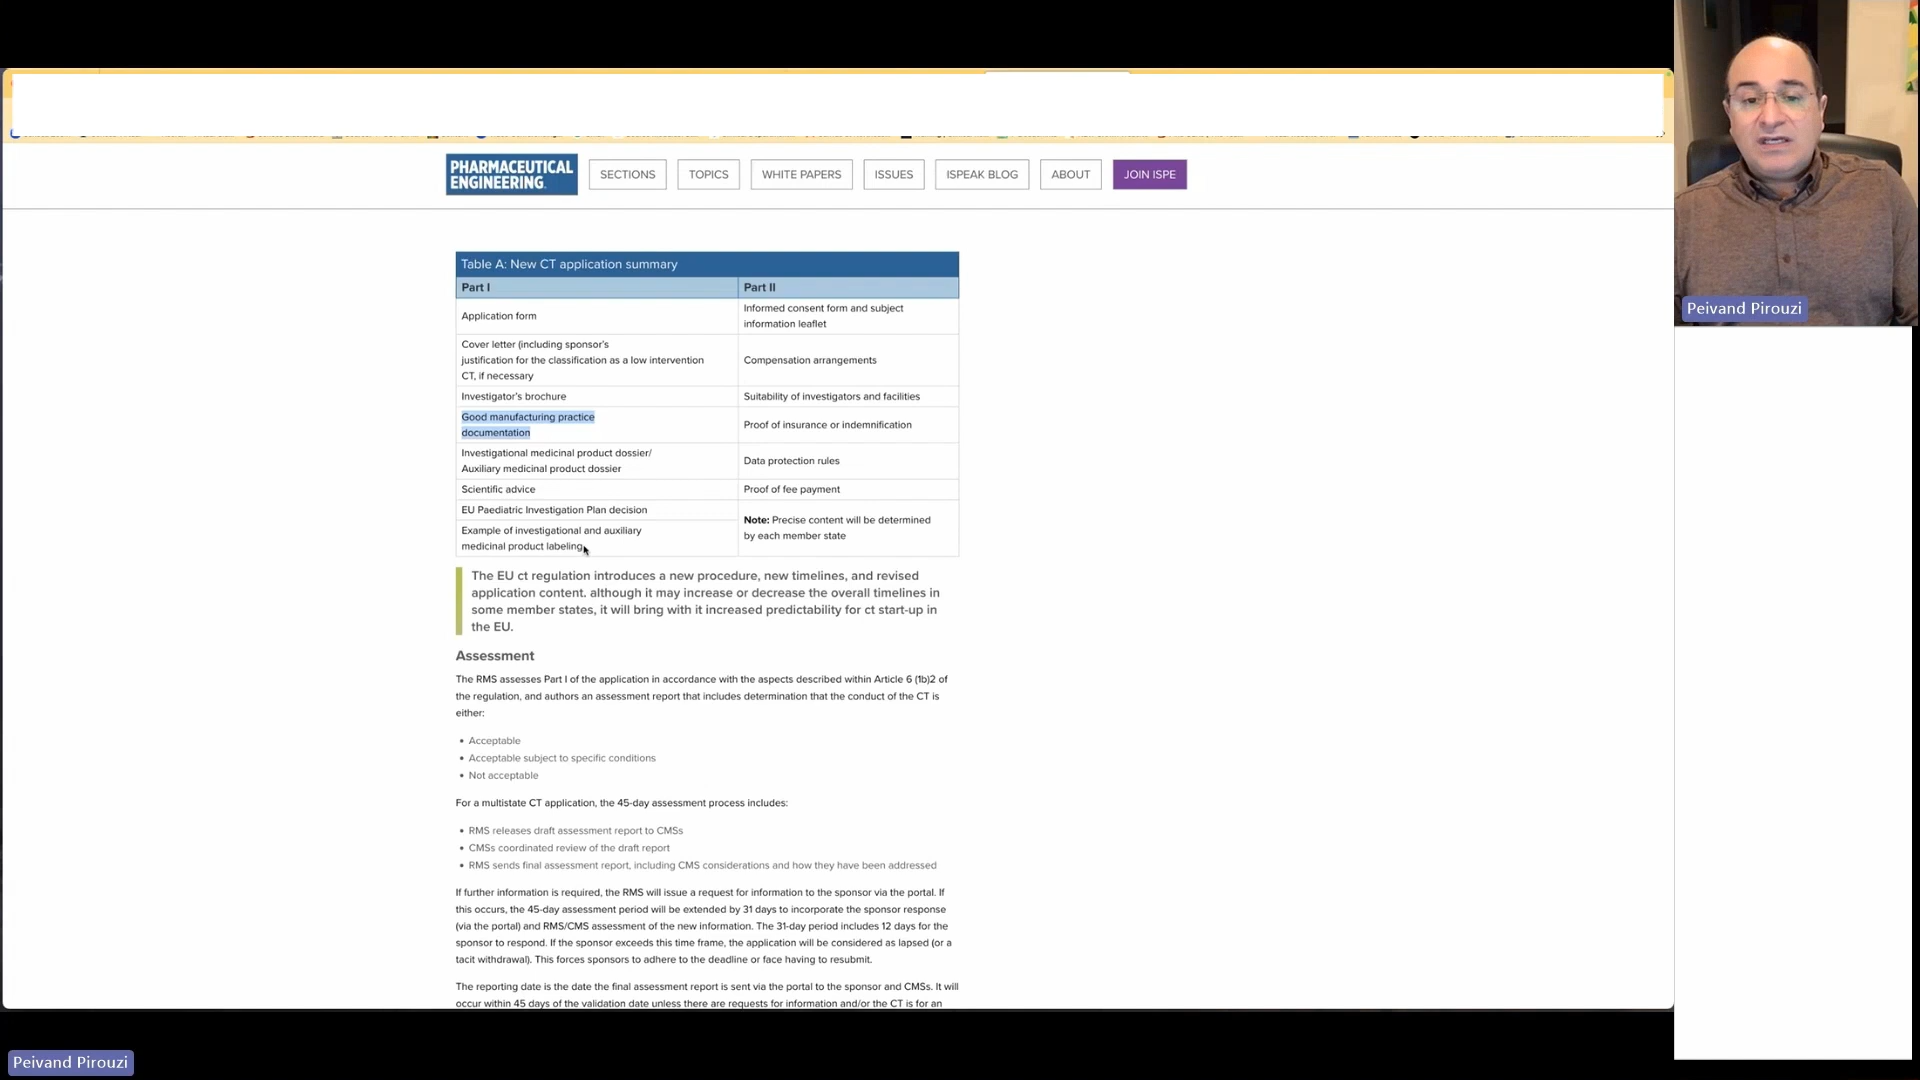 PHARMACEUTICAL
ENGINEERING.
SECTIONS
TOPICS
WHITE PAPERS
ISSUES
ISPEAK BLOG
ABOUT
JOIN ISPE
Table A: New CT application summary
Part I
Part II
Application form
Informed consent form and subject
information leaflet
Cover letter (including sponsor's
justification for the classification as a low intervention
CT, if necessary
Compensation arrangements
Investigator's brochure
Suitability of investigators and facilities
Good manufacturing practice
documentation
Proof of insurance or indemnification
Investigational medicinal product dossier/
Auxiliary medicinal product dossier
Data protection rules
Scientific advice
Proof of fee payment
EU Paediatric Investigation Plan decision
Note: Precise content will be determined
by each member state
Example of investigational and auxiliary
medicinal product labeling
The EU ct regulation introduces a new procedure, new timelines, and revised
application content. although it may increase or decrease the overall timelines in
some member states, it will bring with it increased predictability for ct start-up in
the EU.
Assessment
The RMS assesses Part I of the application in accordance with the aspects described within Article 6 (1b)2 of
the regulation, and authors an assessment report that includes determination that the conduct of the CT is
either:
• Acceptable
• Acceptable subject to specific conditions
• Not acceptable
For a multistate CT application, the 45-day assessment process includes:
• RMS releases draft assessment report to CMSs
• CMSs coordinated review of the draft report
• RMS sends final assessment report, including CMS considerations and how they have been addressed
If further information is required, the RMS will issue a request for information to the sponsor via the portal. If
this occurs, the 45-day assessment period will be extended by 31 days to incorporate the sponsor response
(via the portal) and RMS/CMS assessment of the new information. The 31-day period includes 12 days for the
sponsor to respond. If the sponsor exceeds this time frame, the application will be considered as lapsed (or a
tacit withdrawal). This forces sponsors to adhere to the deadline or face having to resubmit.
The reporting date is the date the final assessment report is sent via the portal to the sponsor and CMSs. It will
occur within 45 days of the validation date unless there are requests for information and/or the CT is for an
Peivand Pirouzi
Peivand Pirouzi